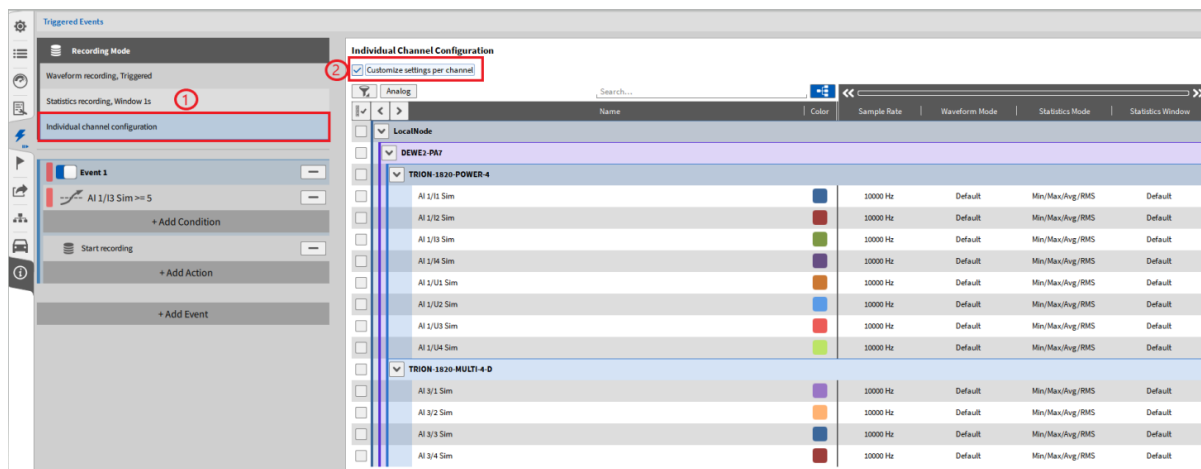 Triggered Events
Recording Mode
Waveform recording, Triggered
Statistics recording, Window 1s
1
Individual channel configuration
Event 1
AI 1/I3 Sim >= 5
+ Add Condition
Start recording
+ Add Action
+ Add Event
Individual Channel Configuration
2
Customize settings per channel
Analog Search...
Name Color Sample Rate Waveform Mode Statistics Mode Statistics Window
LocalNode
DEWE2-PA7
TRION-1820-POWER-4
AI 1/I1 Sim 10000 Hz Default Min/Max/Avg/RMS Default
AI 1/I2 Sim 10000 Hz Default Min/Max/Avg/RMS Default
AI 1/I3 Sim 10000 Hz Default Min/Max/Avg/RMS Default
AI 1/I4 Sim 10000 Hz Default Min/Max/Avg/RMS Default
AI 1/U1 Sim 10000 Hz Default Min/Max/Avg/RMS Default
AI 1/U2 Sim 10000 Hz Default Min/Max/Avg/RMS Default
AI 1/U3 Sim 10000 Hz Default Min/Max/Avg/RMS Default
AI 1/U4 Sim 10000 Hz Default Min/Max/Avg/RMS Default
TRION-1820-MULTI-4-D
AI 3/1 Sim 10000 Hz Default Min/Max/Avg/RMS Default
AI 3/2 Sim 10000 Hz Default Min/Max/Avg/RMS Default
AI 3/3 Sim 10000 Hz Default Min/Max/Avg/RMS Default
AI 3/4 Sim 10000 Hz Default Min/Max/Avg/RMS Default